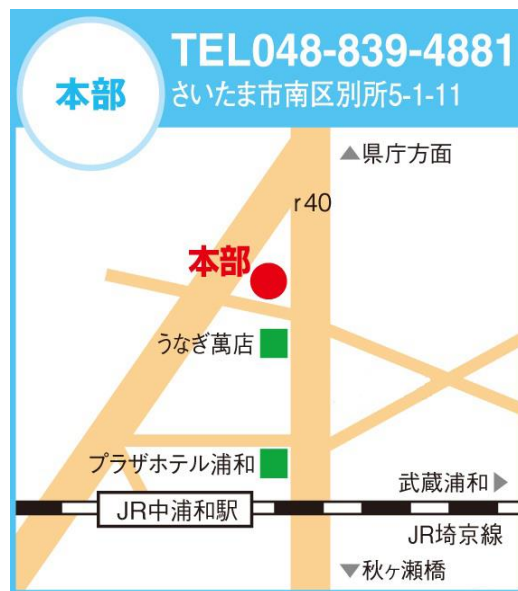 本部
TEL048-839-4881
さいたま市南区別所5-1-11
▲県庁方面
r40
本部
うなぎ萬店
プラザホテル浦和
武蔵浦和▶
JR中浦和駅
JR埼京線
▼秋ヶ瀬橋